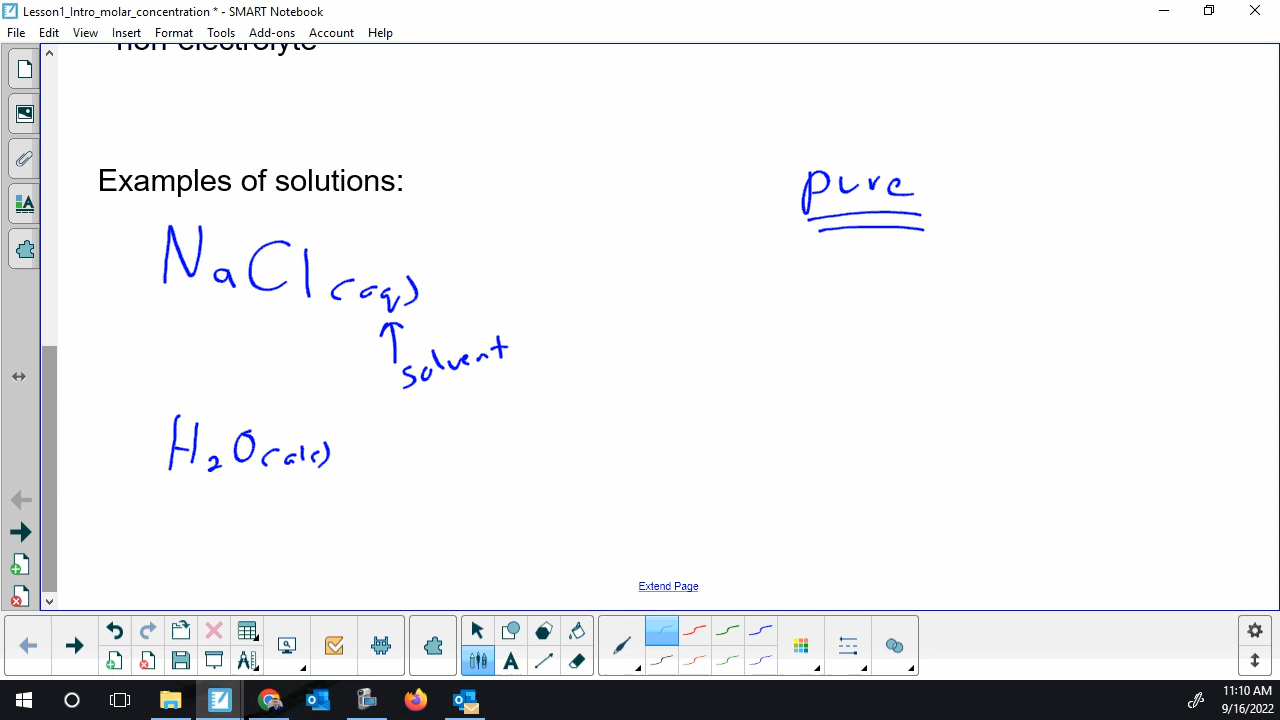 Lesson1_Intro_molar_concentration * - SMART Notebook
File Edit View Insert Format Tools Add-ons Account Help
non-electrolyte
Examples of solutions:
pure
NaCl(aq)
solvent
H₂O(alc)
Extend Page
11:10 AM
9/16/2022